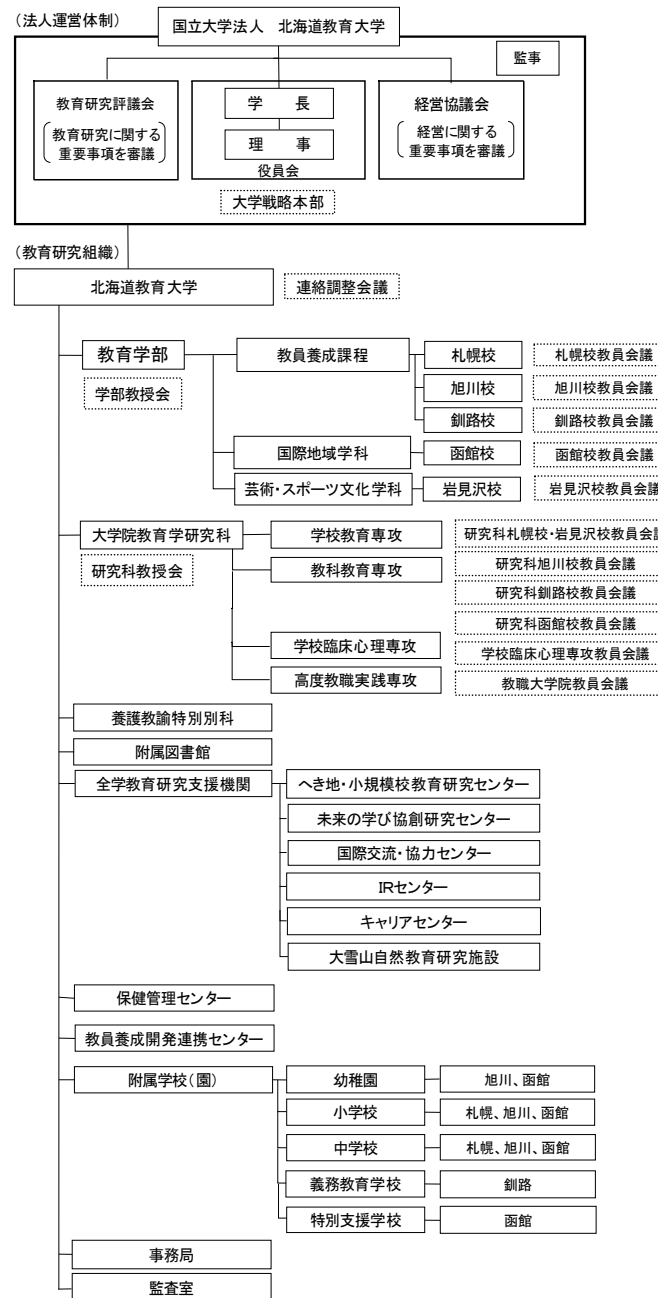 （法人運営体制）
国立大学法人　北海道教育大学
監事
教育研究評議会
教育研究に関する
重要事項を審議
学　長
理　事
役員会
経営協議会
経営に関する
重要事項を審議
大学戦略本部
（教育研究組織）
北海道教育大学
連絡調整会議
教育学部
教員養成課程
札幌校
札幌校教員会議
学部教授会
旭川校
旭川校教員会議
釧路校
釧路校教員会議
国際地域学科
函館校
函館校教員会議
芸術・スポーツ文化学科
岩見沢校
岩見沢校教員会議
大学院教育学研究科
学校教育専攻
研究科札幌校・岩見沢校教員会議
研究科教授会
教科教育専攻
研究科旭川校教員会議
研究科釧路校教員会議
研究科函館校教員会議
学校臨床心理専攻
学校臨床心理専攻教員会議
高度教職実践専攻
教職大学院教員会議
養護教諭特別別科
附属図書館
全学教育研究支援機関
へき地・小規模校教育研究センター
未来の学び協創研究センター
国際交流・協力センター
IRセンター
キャリアセンター
大雪山自然教育研究施設
保健管理センター
教員養成開発連携センター
附属学校（園）
幼稚園
旭川、函館
小学校
札幌、旭川、函館
中学校
札幌、旭川、函館
義務教育学校
釧路
特別支援学校
函館
事務局
監査室